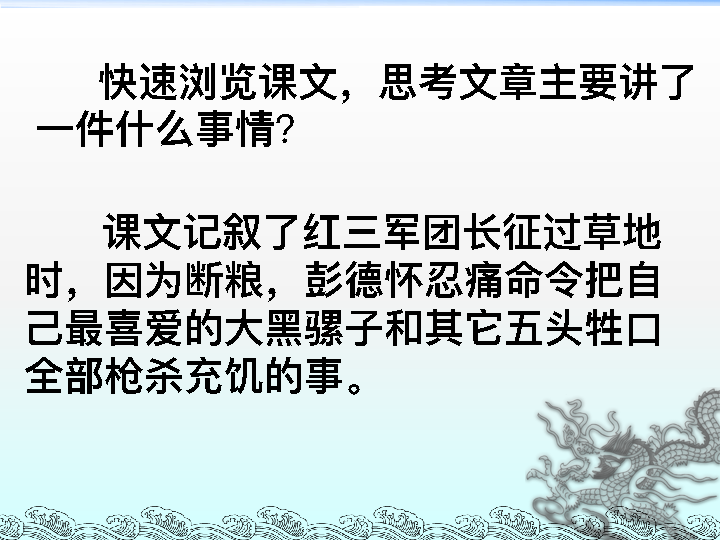 快速浏览课文，思考文章主要讲了
一件什么事情?
课文记叙了红三军团长征过草地
时，因为断粮，彭德怀忍痛命令把自
己最喜爱的大黑骡子和其它五头牲口
全部枪杀充饥的事。